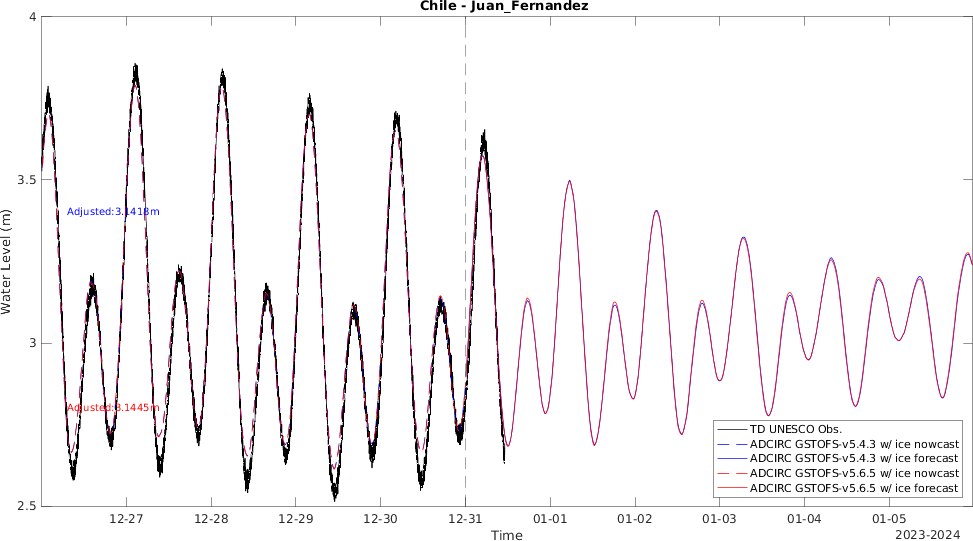 Chile - Juan_Fernandez
4
3.5
3
2.5
Water Level (m)
Adjusted:3.1418m
Adjusted:3.1445m
TD UNESCO Obs.
ADCIRC GSTOFS-v5.4.3 w/ ice nowcast
ADCIRC GSTOFS-v5.4.3 w/ ice forecast
ADCIRC GSTOFS-v5.6.5 w/ ice nowcast
ADCIRC GSTOFS-v5.6.5 w/ ice forecast
12-27
12-28
12-29
12-30
12-31
01-01
01-02
01-03
01-04
01-05
Time
2023-2024